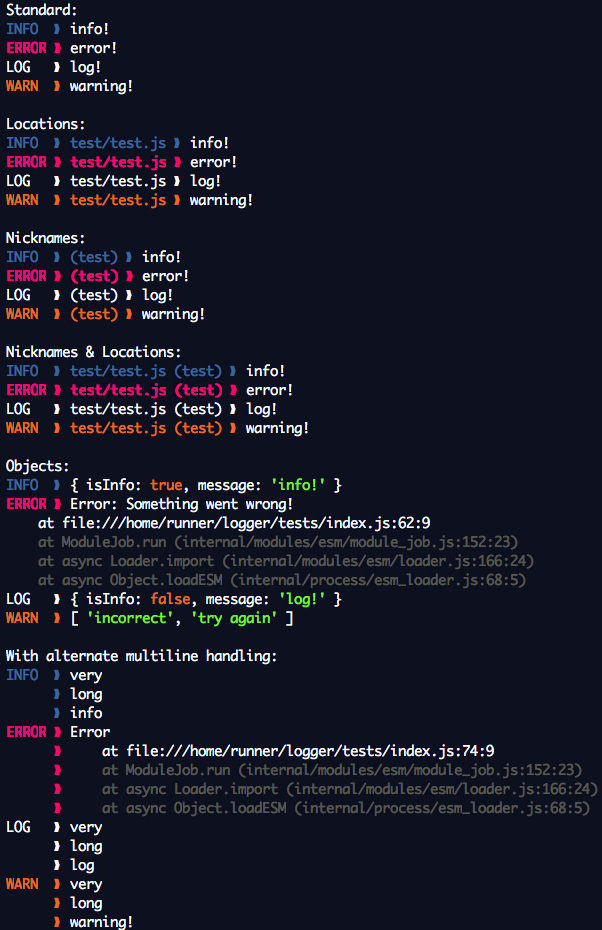 Standard:
INFO  ❱ info!
ERROR ❱ error!
LOG   ❱ log!
WARN  ❱ warning!

Locations:
INFO  ❱ test/test.js ❱ info!
ERROR ❱ test/test.js ❱ error!
LOG   ❱ test/test.js ❱ log!
WARN  ❱ test/test.js ❱ warning!

Nicknames:
INFO  ❱ (test) ❱ info!
ERROR ❱ (test) ❱ error!
LOG   ❱ (test) ❱ log!
WARN  ❱ (test) ❱ warning!

Nicknames & Locations:
INFO  ❱ test/test.js (test) ❱ info!
ERROR ❱ test/test.js (test) ❱ error!
LOG   ❱ test/test.js (test) ❱ log!
WARN  ❱ test/test.js (test) ❱ warning!

Objects:
INFO  ❱ { isInfo: true, message: 'info!' }
ERROR ❱ Error: Something went wrong!
    at file:///home/runner/logger/tests/index.js:62:9
    at ModuleJob.run (internal/modules/esm/module_job.js:152:23)
    at async Loader.import (internal/modules/esm/loader.js:166:24)
    at async Object.loadESM (internal/process/esm_loader.js:68:5)
LOG   ❱ { isInfo: false, message: 'log!' }
WARN  ❱ [ 'incorrect', 'try again' ]

With alternate multiline handling:
INFO  ❱ very
      ❱ long
      ❱ info
ERROR ❱ Error
      ❱     at file:///home/runner/logger/tests/index.js:74:9
      ❱     at ModuleJob.run (internal/modules/esm/module_job.js:152:23)
      ❱     at async Loader.import (internal/modules/esm/loader.js:166:24)
      ❱     at async Object.loadESM (internal/process/esm_loader.js:68:5)
LOG   ❱ very
      ❱ long
      ❱ log
WARN  ❱ very
      ❱ long
      ❱ warning!